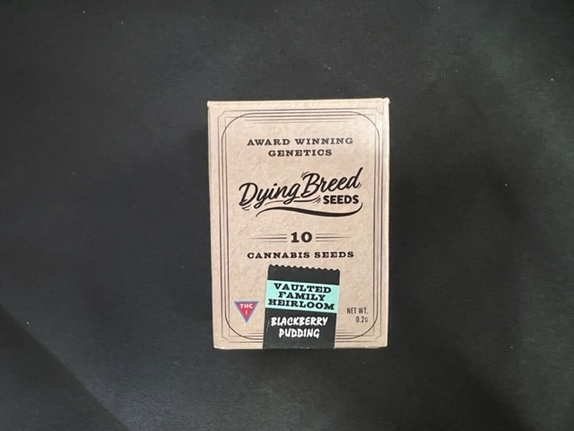 AWARD WINNING
GENETICS
Dying Breed
SEEDS
10
CANNABIS SEEDS
VAULTED
FAMILY
HEIRLOOM
BLACKBERRY
PUDDING
THC
!
NET WT.
0.2G